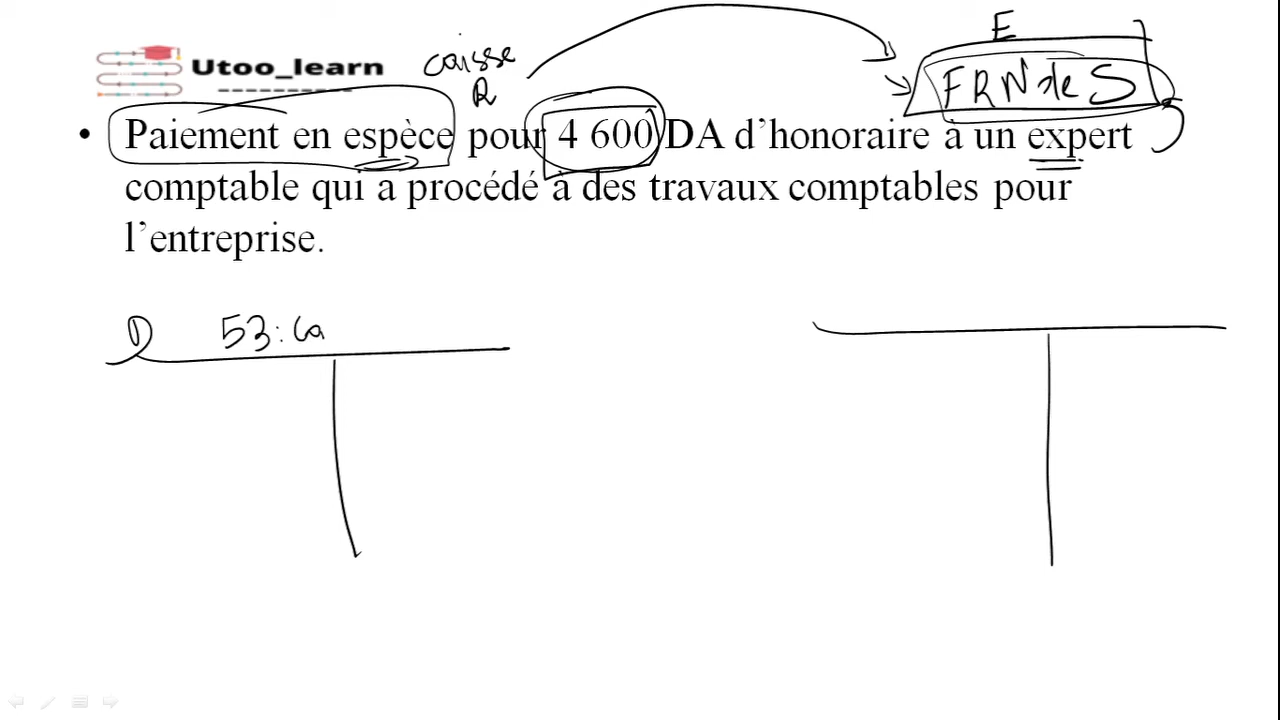 E
caisse
Utoo_learn
R
FRN de S
• Paiement en espèce pour 4 600 DA d’honoraire à un expert
comptable qui a procédé à des travaux comptables pour
l’entreprise.
D 53: Ca